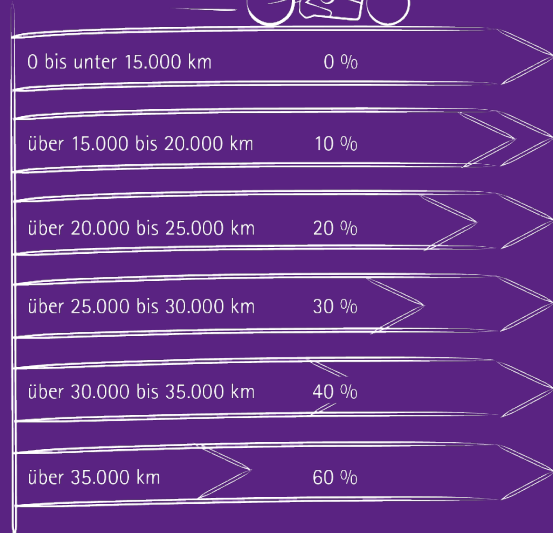 0 bis unter 15.000 km 0 %
über 15.000 bis 20.000 km 10 %
über 20.000 bis 25.000 km 20 %
über 25.000 bis 30.000 km 30 %
über 30.000 bis 35.000 km 40 %
über 35.000 km 60 %